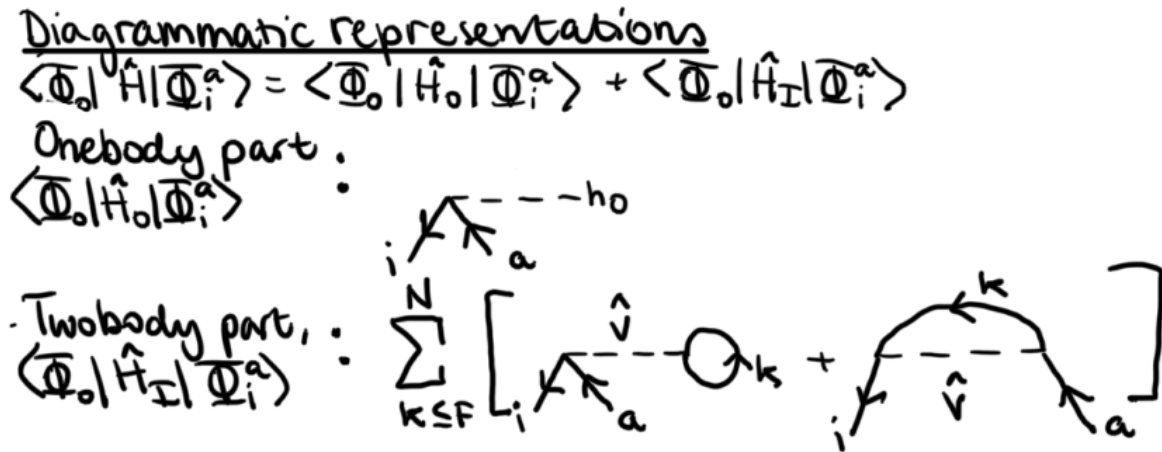 Diagrammatic representations
⟨Φ₀|Ĥ|Φᵢᵃ⟩ = ⟨Φ₀|Ĥ₀|Φᵢᵃ⟩ + ⟨Φ₀|Ĥ_I|Φᵢᵃ⟩
Onebody part :
⟨Φ₀|Ĥ₀|Φᵢᵃ⟩
h₀
i a
Twobody part, :
⟨Φ₀|Ĥ_I|Φᵢᵃ⟩
N
∑ [ V̂ k + k ]
k≤F
i a
i V̂ a